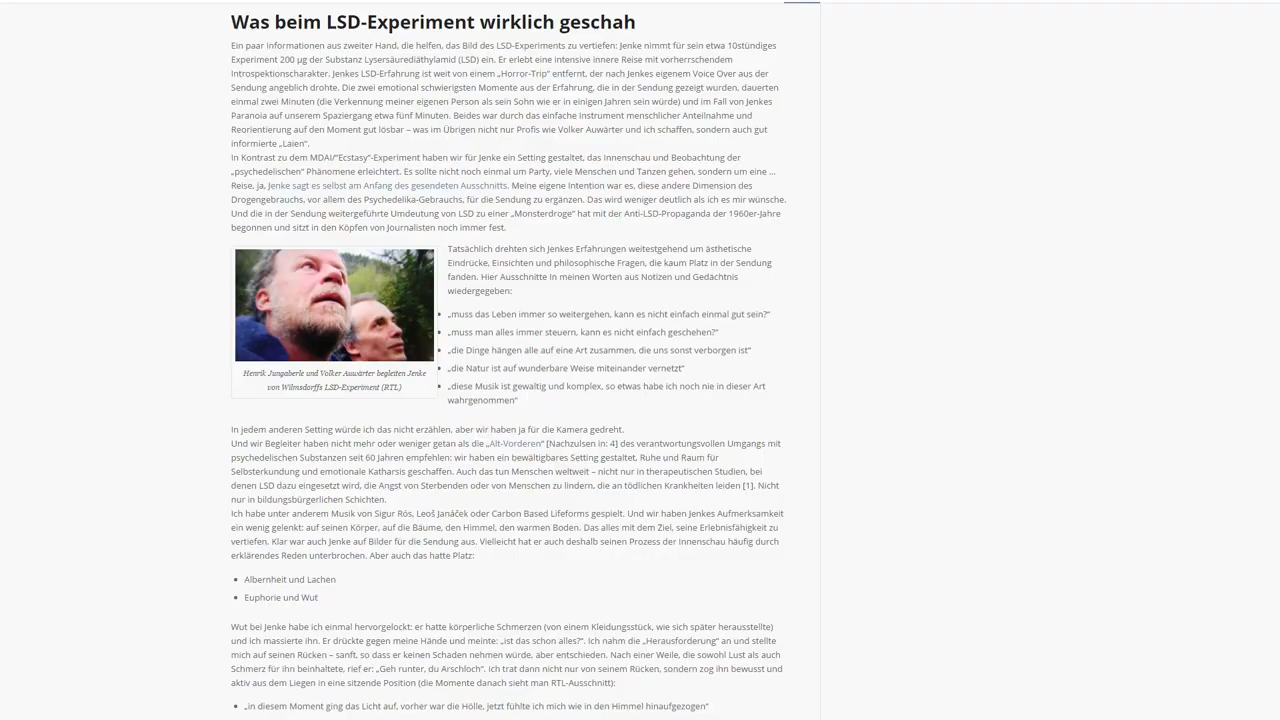 Was beim LSD-Experiment wirklich geschah
Ein paar Informationen aus zweiter Hand, die helfen, das Bild des LSD-Experiments zu vertiefen: Jenke nimmt für sein etwa 10stündiges
Experiment 200 µg der Substanz Lysersäurediäthylamid (LSD) ein. Er erlebt eine intensive innere Reise mit vorherrschendem
Introspektionscharakter. Jenkes LSD-Erfahrung ist weit von einem „Horror-Trip“ entfernt, der nach Jenkes eigenem Voice Over aus der
Sendung angeblich drohte. Die zwei emotional schwierigsten Momente aus der Erfahrung, die in der Sendung gezeigt wurden, dauerten
einmal zwei Minuten (die Verkennung meiner eigenen Person als sein Sohn wie er in einigen Jahren sein würde) und im Fall von Jenkes
Paranoia auf unserem Spaziergang etwa fünf Minuten. Beides war durch das einfache Instrument menschlicher Anteilnahme und
Reorientierung auf den Moment gut lösbar – was im Übrigen nicht nur Profis wie Volker Auwärter und ich schaffen, sondern auch gut
informierte „Laien“.
In Kontrast zu dem MDAI/“Ecstasy“-Experiment haben wir für Jenke ein Setting gestaltet, das Innenschau und Beobachtung der
„psychedelischen“ Phänomene erleichtert. Es sollte nicht noch einmal um Party, viele Menschen und Tanzen gehen, sondern um eine ...
Reise, ja, Jenke sagt es selbst am Anfang des gesendeten Ausschnitts. Meine eigene Intention war es, diese andere Dimension des
Drogengebrauchs, vor allem des Psychedelika-Gebrauchs, für die Sendung zu ergänzen. Das wird weniger deutlich als ich es mir wünsche.
Und die in der Sendung weitergeführte Umdeutung von LSD zu einer „Monsterdroge“ hat mit der Anti-LSD-Propaganda der 1960er-Jahre
begonnen und sitzt in den Köpfen von Journalisten noch immer fest.
Tatsächlich drehten sich Jenkes Erfahrungen weitestgehend um ästhetische
Eindrücke, Einsichten und philosophische Fragen, die kaum Platz in der Sendung
fanden. Hier Ausschnitte in meinen Worten aus Notizen und Gedächtnis
wiedergegeben:
• „muss das Leben immer so weitergehen, kann es nicht einfach einmal gut sein?“
• „muss man alles immer steuern, kann es nicht einfach geschehen?“
• „die Dinge hängen alle auf eine Art zusammen, die uns sonst verborgen ist“
• „die Natur ist auf wunderbare Weise miteinander vernetzt“
• „diese Musik ist gewaltig und komplex, so etwas habe ich noch nie in dieser Art
wahrgenommen“
Henrik Jungaberle und Volker Auwärter begleiten Jenke
von Wilmsdorffs LSD-Experiment (RTL)
In jedem anderen Setting würde ich das nicht erzählen, aber wir haben ja für die Kamera gedreht.
Und wir Begleiter haben nicht mehr oder weniger getan als die „Alt-Vorderen“ [Nachzulsen in: 4] des verantwortungsvollen Umgangs mit
psychedelischen Substanzen seit 60 Jahren empfehlen: wir haben ein bewältigbares Setting gestaltet, Ruhe und Raum für
Selbsterkundung und emotionale Katharsis geschaffen. Auch das tun Menschen weltweit – nicht nur in therapeutischen Studien, bei
denen LSD dazu eingesetzt wird, die Angst von Sterbenden oder von Menschen zu lindern, die an tödlichen Krankheiten leiden [1]. Nicht
nur in bildungsbürgerlichen Schichten.
Ich habe unter anderem Musik von Sigur Rós, Leoš Janáček oder Carbon Based Lifeforms gespielt. Und wir haben Jenkes Aufmerksamkeit
ein wenig gelenkt: auf seinen Körper, auf die Bäume, den Himmel, den warmen Boden. Das alles mit dem Ziel, seine Erlebnisfähigkeit zu
vertiefen. Klar war auch Jenke auf Bilder für die Sendung aus. Vielleicht hat er auch deshalb seinen Prozess der Innenschau häufig durch
erklärendes Reden unterbrochen. Aber auch das hatte Platz:
• Albernheit und Lachen
• Euphorie und Wut
Wut bei Jenke habe ich einmal hervorgelockt: er hatte körperliche Schmerzen (von einem Kleidungsstück, wie sich später herausstellte)
und ich massierte ihn. Er drückte gegen meine Hände und meinte: „ist das schon alles?“. Ich nahm die „Herausforderung“ an und stellte
mich auf seinen Rücken – sanft, so dass er keinen Schaden nehmen würde, aber entschieden. Nach einer Weile, die sowohl Lust als auch
Schmerz für ihn beinhaltete, rief er: „Geh runter, du Arschloch“. Ich trat dann nicht nur von seinem Rücken, sondern zog ihn bewusst und
aktiv aus dem Liegen in eine sitzende Position (die Momente danach sieht man RTL-Ausschnitt):
• „in diesem Moment ging das Licht auf, vorher war die Hölle, jetzt fühlte ich mich wie in den Himmel hinaufgezogen“